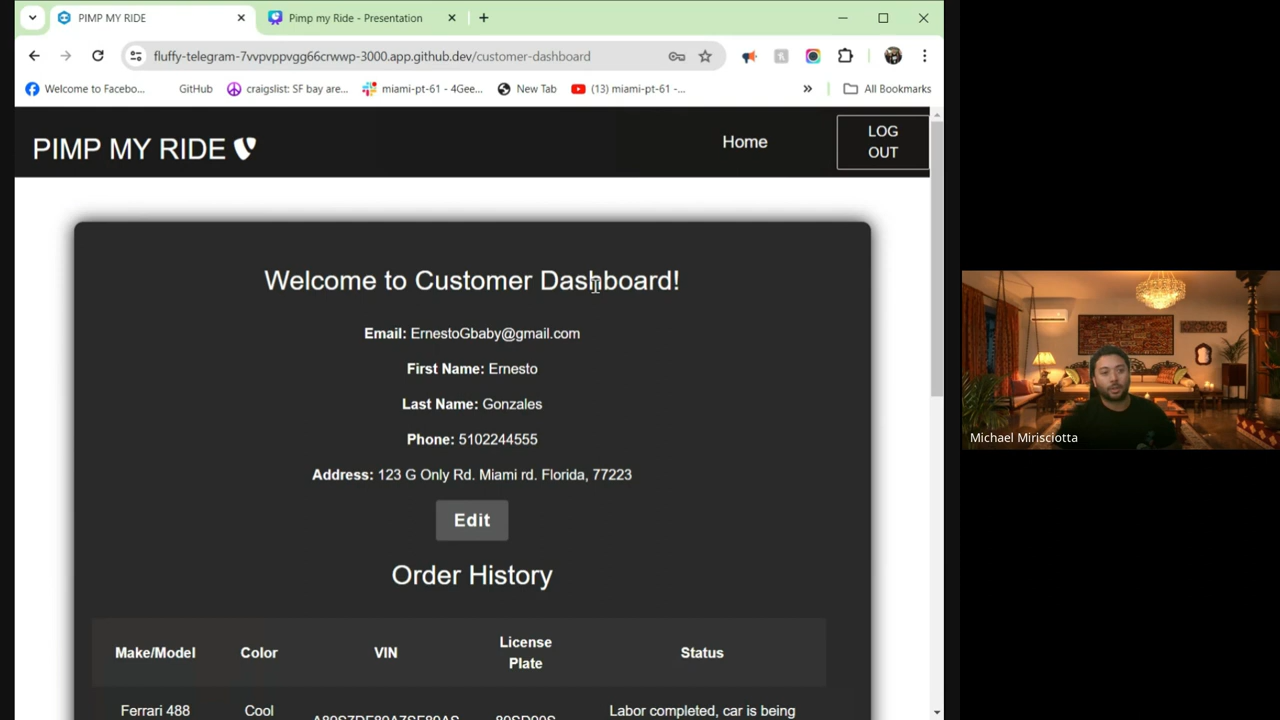 PIMP MY RIDE
Pimp my Ride - Presentation
fluffy-telegram-7vvpvppvgg66crwwp-3000.app.github.dev/customer-dashboard
Welcome to Facebo...
GitHub
craigslist: SF bay are...
miami-pt-61 - 4Gee...
New Tab
(13) miami-pt-61 -...
»
All Bookmarks
PIMP MY RIDE
Home
LOG
OUT
Welcome to Customer Dashboard!
Email: ErnestoGbaby@gmail.com
First Name: Ernesto
Last Name: Gonzales
Phone: 5102244555
Address: 123 G Only Rd. Miami rd. Florida, 77223
Edit
Order History
Make/Model
Color
VIN
License
Plate
Status
Ferrari 488
Cool
Labor completed, car is being
Michael Mirisciotta